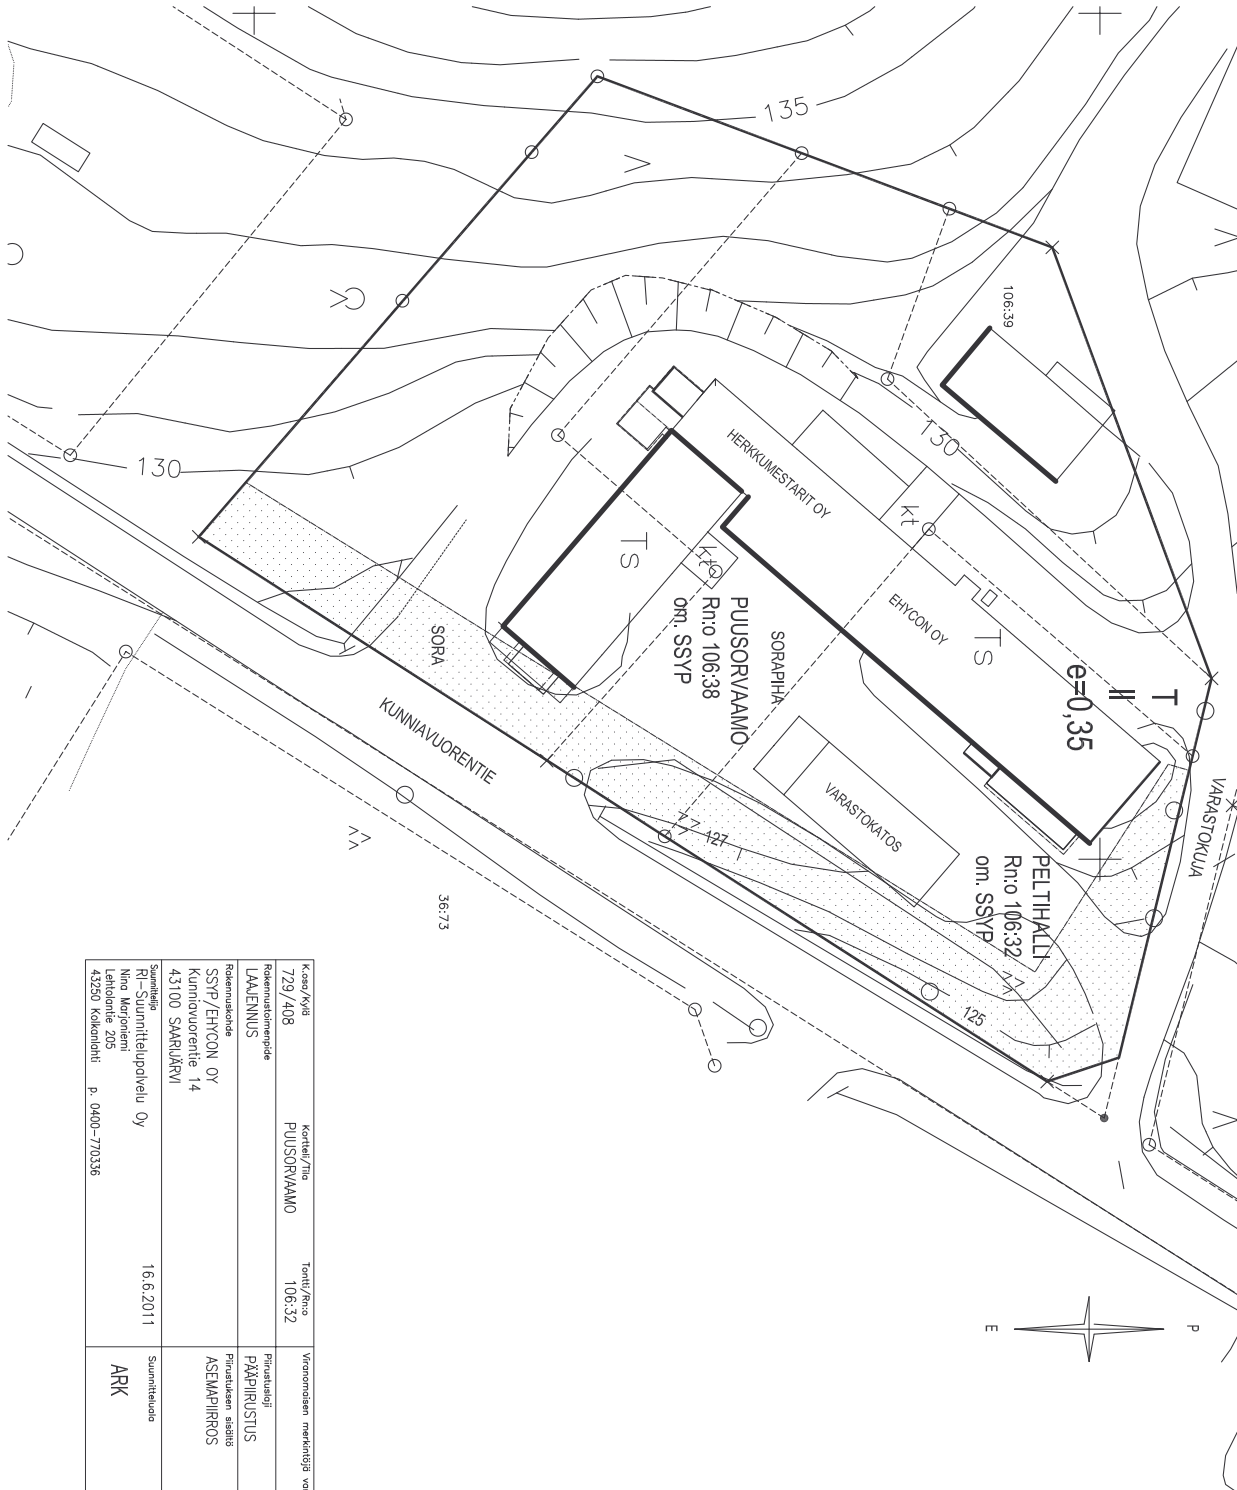 135
130
130
106:39
HERKKUMESTARIT OY
kt
kt
EHYCON OY
TS
TS
T
II
e=0,35
VARASTOKUJA
SORAPIHA
PUUSORVAAMO
Rn:o 106:38
om. SSYP
VARASTOKATOS
PELTIHALLI
Rn:o 106:32
om. SSYP
SORA
KUNNIAVUORENTIE
127
125
36:73
P
E
K.osa/Kylä
729/408
Kortteli/Tila
PUUSORVAAMO
Tontti/Rn:o
106:32
Viranomaisen merkintöjä
Rakennustoimenpide
LAAJENNUS
Piirustuslaji
PÄÄPIIRUSTUS
Rakennuskohde
SSYP/EHYCON OY
Kunniavuorentie 14
43100 SAARIJÄRVI
Piirustuksen sisältö
ASEMAPIIRROS
Suunnittelija
RI-Suunnittelupalvelu Oy
Nina Marjoniemi
Lehtolantie 205
43250 Kolkanlahti p. 0400-770336
16.6.2011
Suunnitteluala
ARK